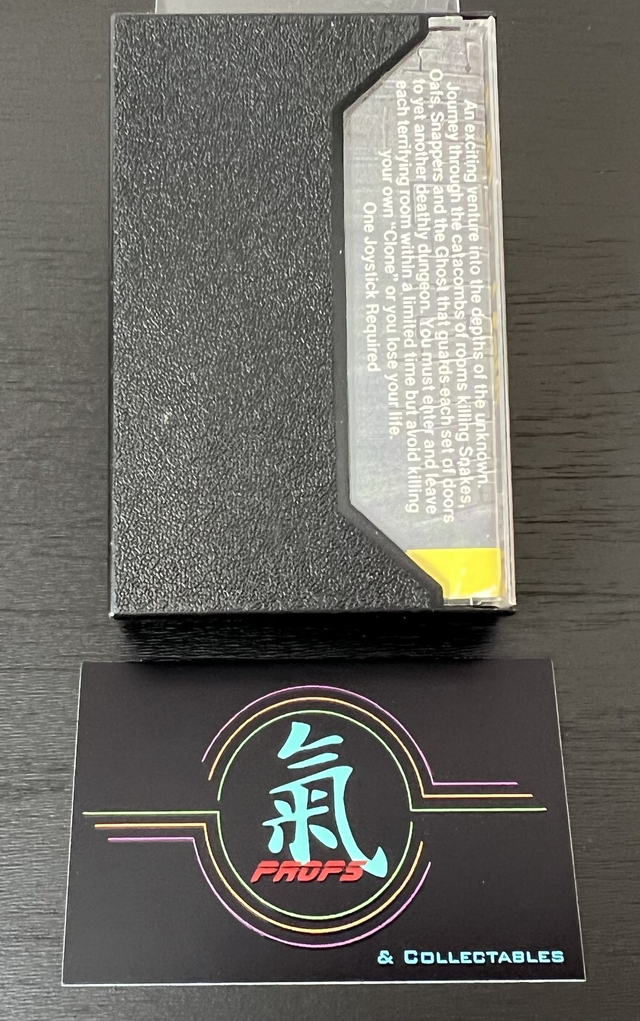 An exciting venture into the depths of the unknown.
Journey through the catacombs of rooms killing Snakes,
Oafs, Snappers and the Ghost that guards each set of doors
to yet another deathly dungeon. You must enter and leave
each terrifying room within a limited time but avoid killing
your own "Clone" or you lose your life.
One Joystick Required
氣
PROPS
& COLLECTABLES